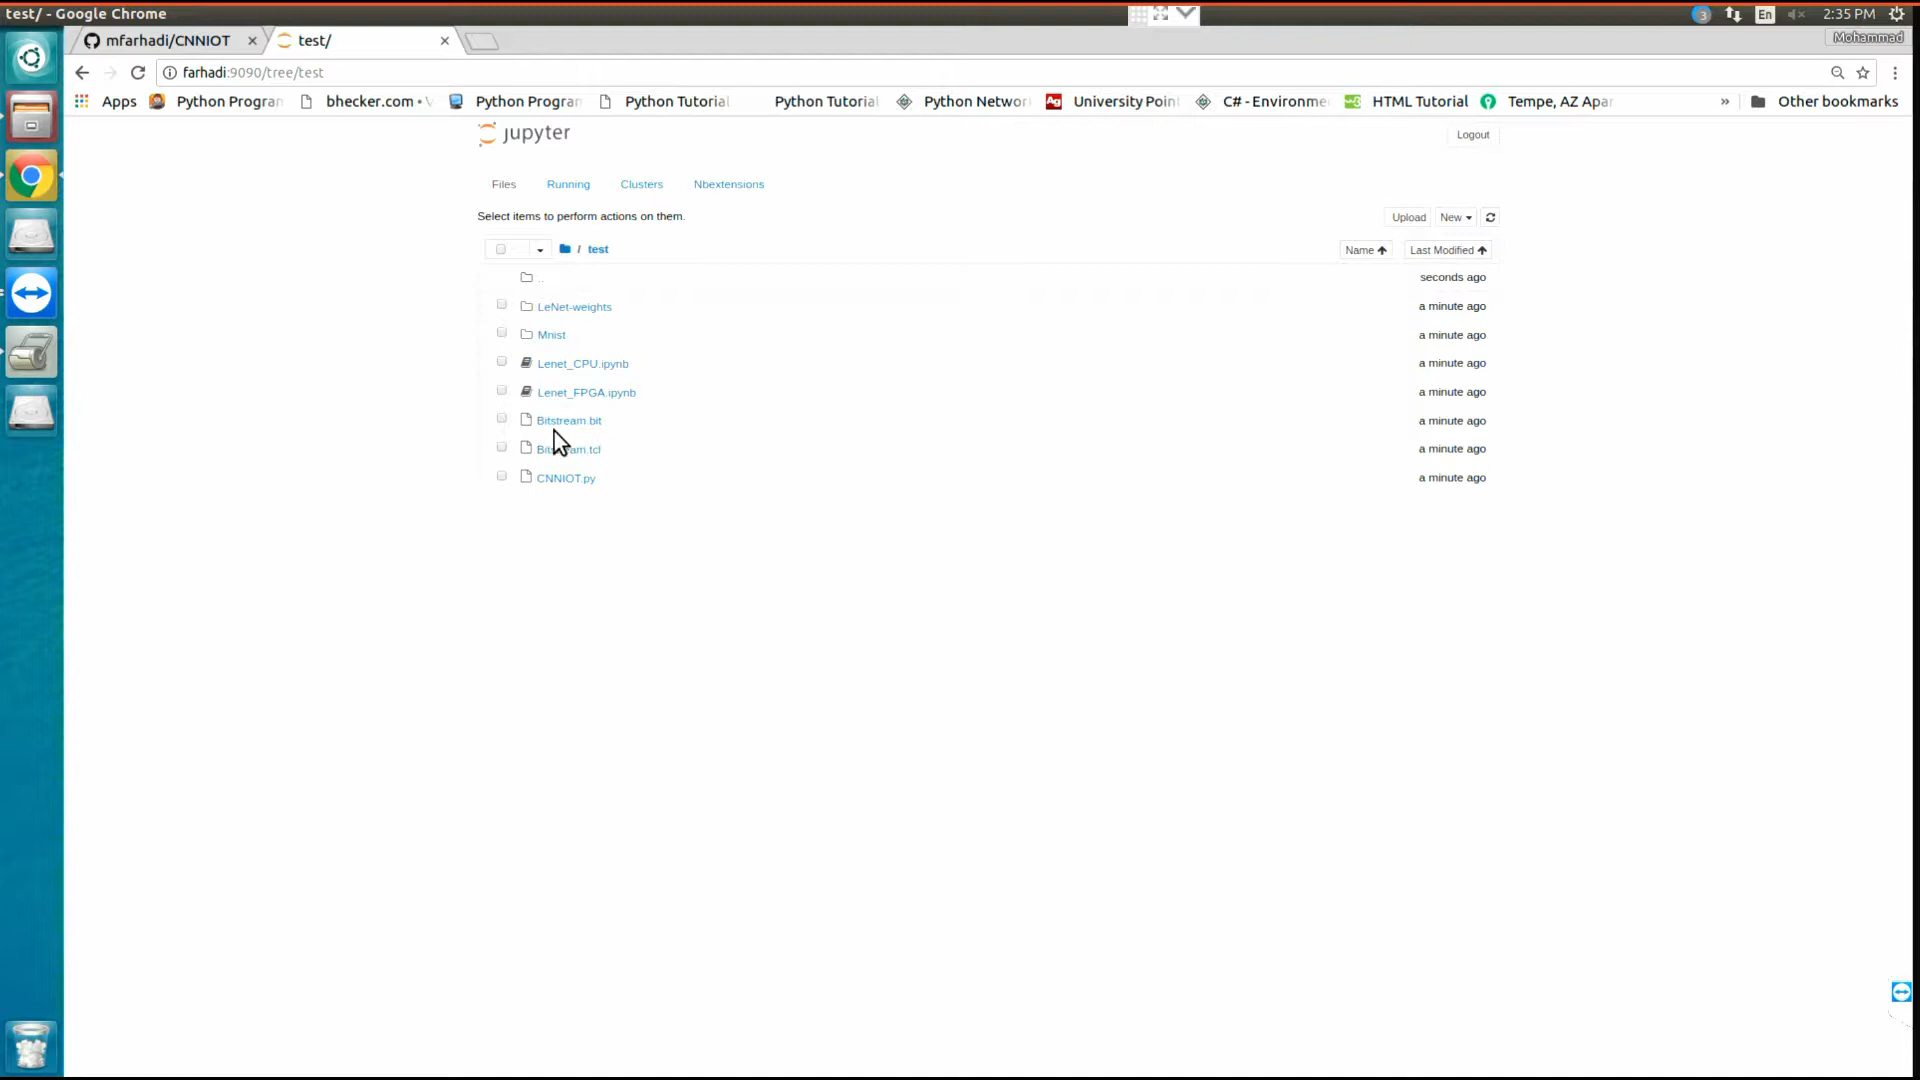 test/ - Google Chrome
3 En 2:35 PM
mfarhadi/CNNIOT × test/ ×
Mohammad
farhadi:9090/tree/test
Apps Python Progran bhecker.com • Python Progran Python Tutorial Python Tutorial Python Networ Ag University Poin C# - Environme HTML Tutorial Tempe, AZ Apar » Other bookmarks
jupyter Logout
Files Running Clusters Nbextensions
Select items to perform actions on them. Upload New
/ test Name Last Modified
.. seconds ago
LeNet-weights a minute ago
Mnist a minute ago
Lenet_CPU.ipynb a minute ago
Lenet_FPGA.ipynb a minute ago
Bitstream.bit a minute ago
a minute ago
CNNIOT.py a minute ago